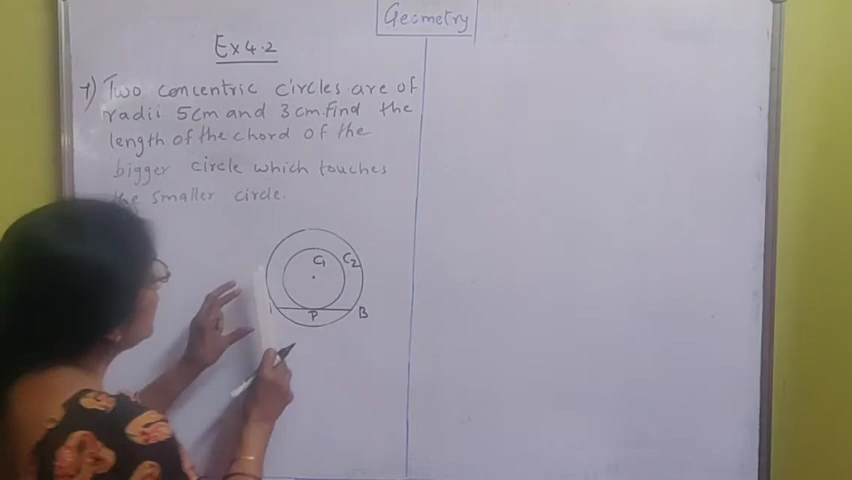 Geometry
Ex 4.2
7) Two concentric circles are of
radii 5cm and 3cm.find the
length of the chord of the
bigger circle which touches
the smaller circle.
C1 C2
P B